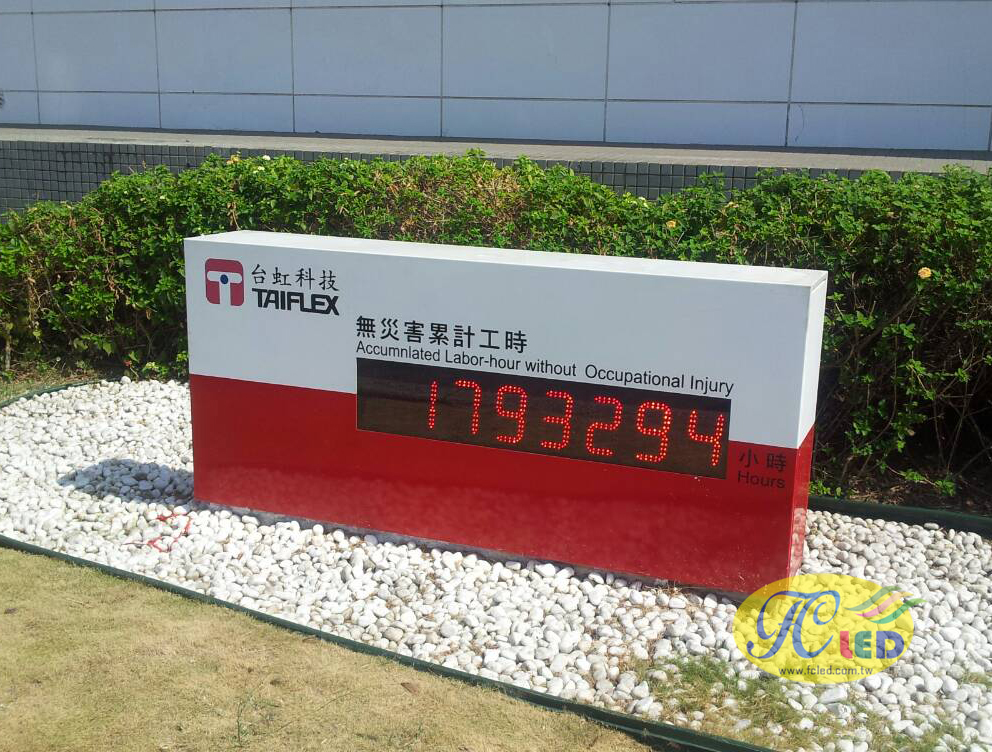 台虹科技
TAIFLEX
無災害累計工時
Accumnlated Labor-hour without Occupational Injury
1793294
小時
Hours
FC LED
www.fcled.com.tw